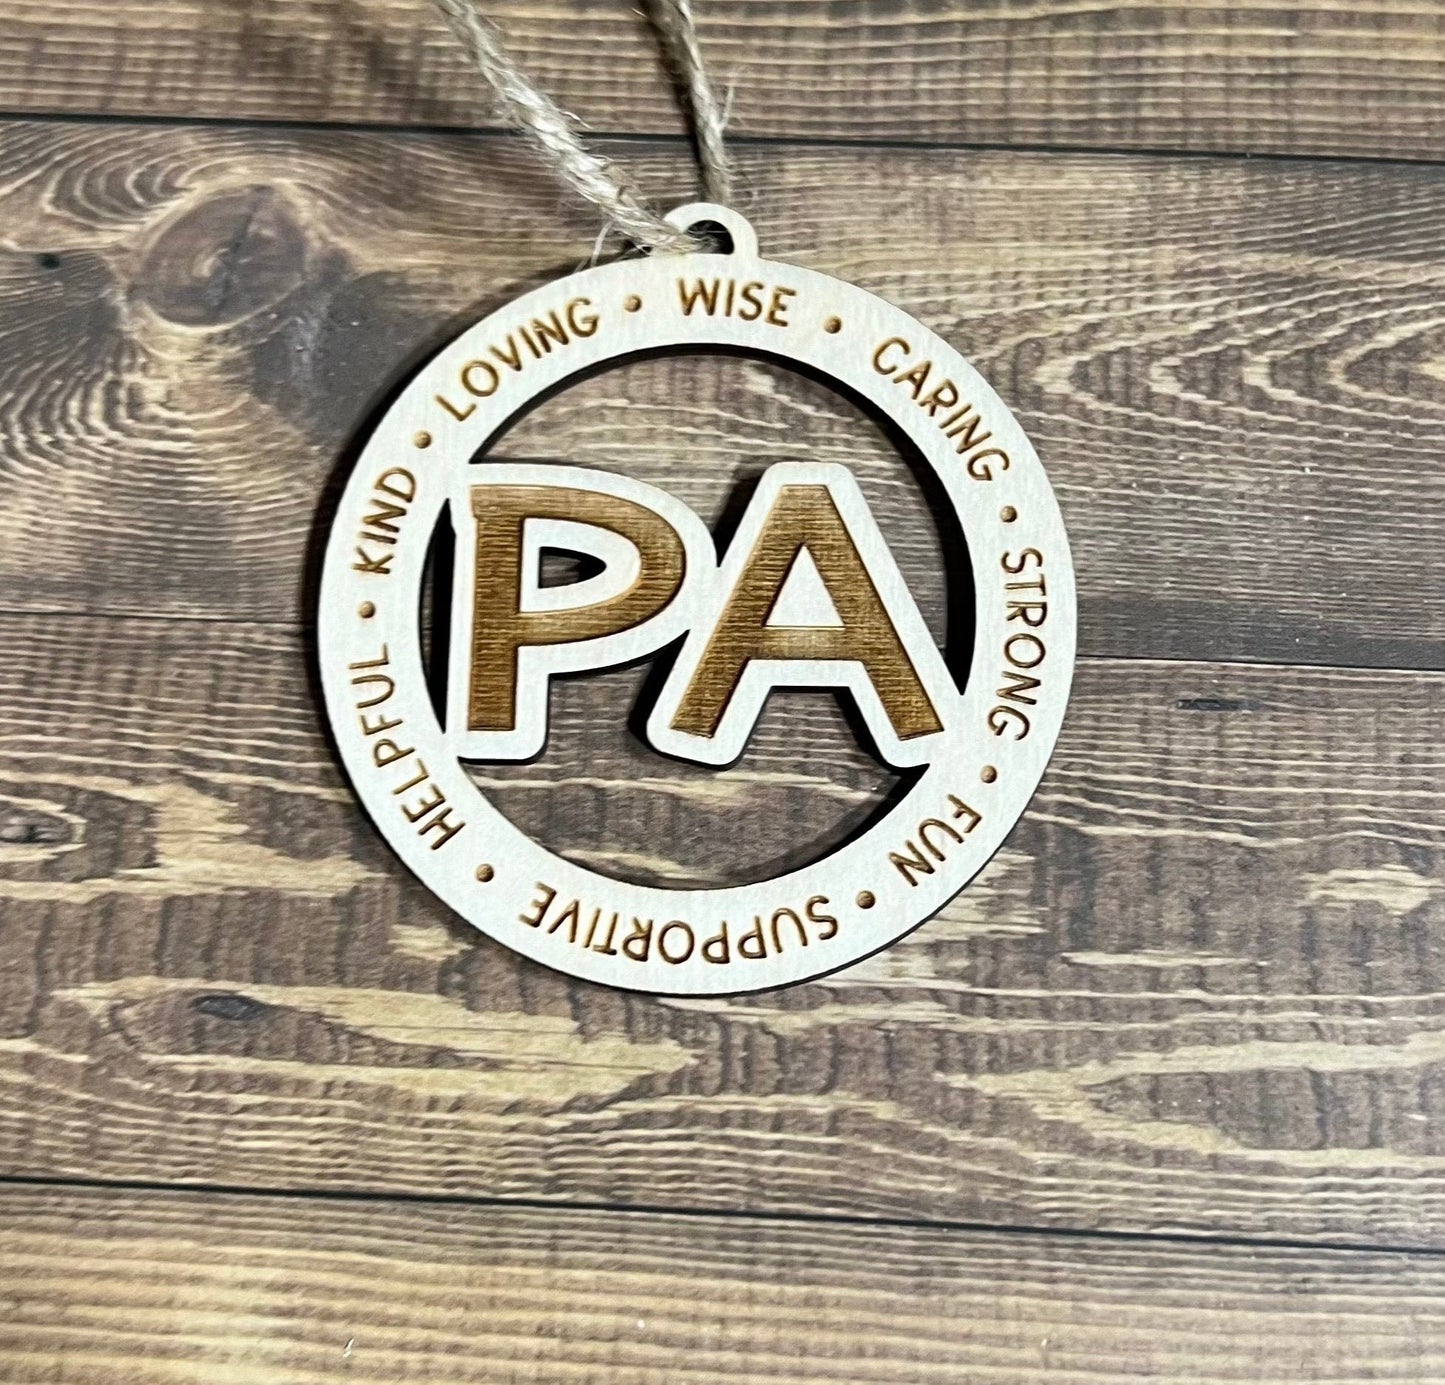 LOVING • WISE • CARING • STRONG • FUN • SUPPORTIVE • HELPFUL • KIND •
PA